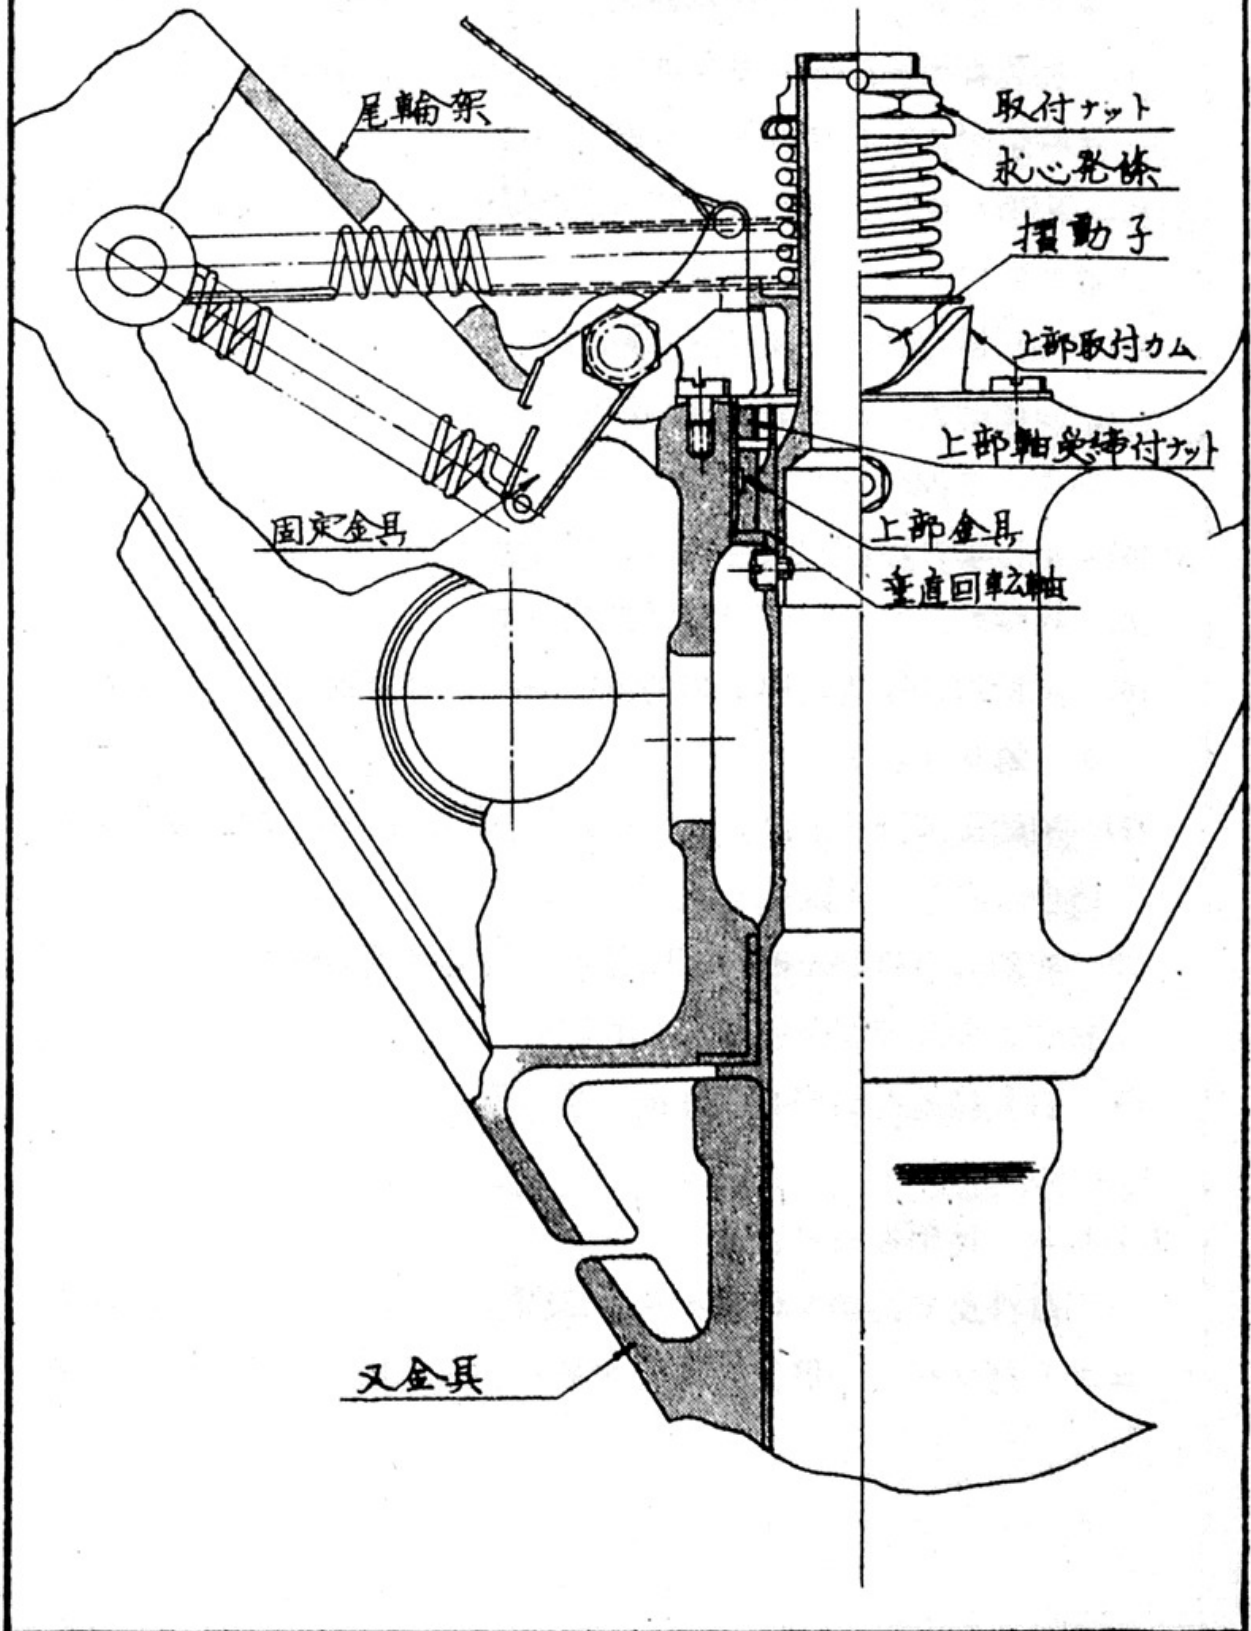 尾輪架
取付ナット
求心発條
摺動子
上部取付カム
上部軸受締付ナット
固定金具
上部金具
垂直回転軸
又金具